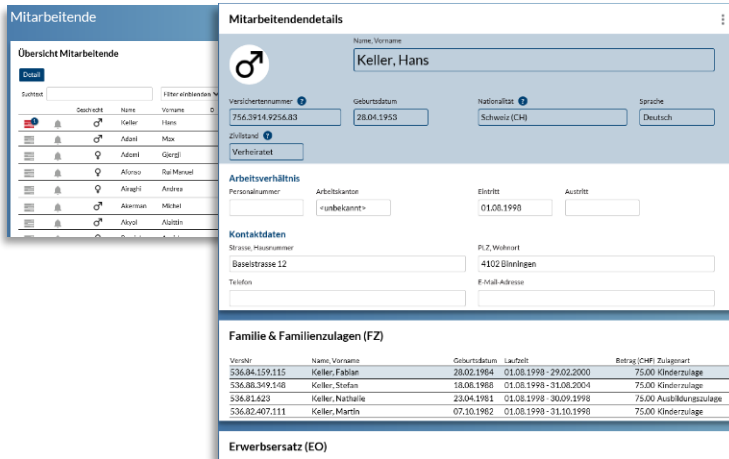 Mitarbeitende
Übersicht Mitarbeitende
Detail
Suchtext
Filter einblenden
Geschlecht Name Vorname
Keller Hans
Adani Max
Ademi Gjergji
Afonso Rui Manuel
Airaghi Andrea
Akerman Michel
Akyol Alaittin
Mitarbeitendendetails
Name, Vorname
Keller, Hans
Versichertennummer ? Geburtsdatum Nationalität ? Sprache
756.3914.9256.83 28.04.1953 Schweiz (CH) Deutsch
Zivilstand ?
Verheiratet
Arbeitsverhältnis
Personalnummer Arbeitskanton Eintritt Austritt
<unbekannt> 01.08.1998
Kontaktdaten
Strasse, Hausnummer PLZ, Wohnort
Baselstrasse 12 4102 Binningen
Telefon E-Mail-Adresse
Familie & Familienzulagen (FZ)
VersNr Name, Vorname Geburtsdatum Laufzeit Betrag (CHF) Zulagenart
536.84.159.115 Keller, Fabian 28.02.1984 01.08.1998 - 29.02.2000 75.00 Kinderzulage
536.88.349.148 Keller, Stefan 18.08.1988 01.08.1998 - 31.08.2004 75.00 Kinderzulage
536.81.623 Keller, Nathalie 23.04.1981 01.08.1998 - 30.09.1998 75.00 Ausbildungszulage
536.82.407.111 Keller, Martin 07.10.1982 01.08.1998 - 31.10.1998 75.00 Kinderzulage
Erwerbsersatz (EO)